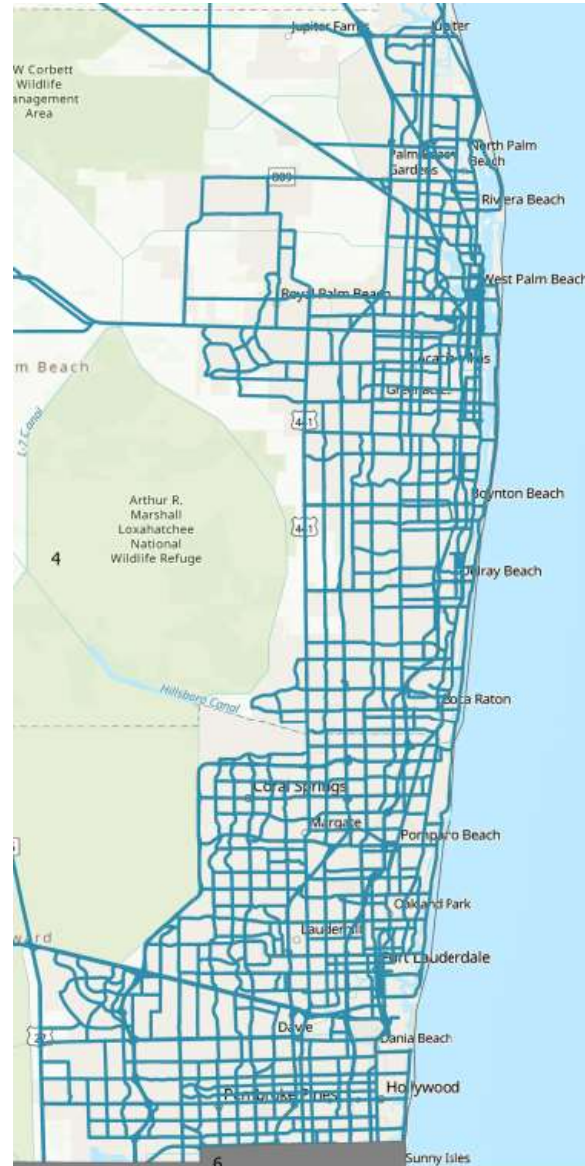 Jupiter Farms
Jupiter
W Corbett
Wildlife
Management
Area
North Palm
Beach
Palm Beach
Gardens
809
Riviera Beach
West Palm Beach
Royal Palm Beach
m Beach
L-7 Canal
441
Arthur R.
Marshall
Loxahatchee
National
Wildlife Refuge
Boynton Beach
441
4
Delray Beach
Hillsboro Canal
Boca Raton
Coral Springs
Margate
Pompano Beach
Oakland Park
Lauderhill
ward
Fort Lauderdale
Davie
27
Dania Beach
Pembroke Pines
Hollywood
6
Sunny Isles